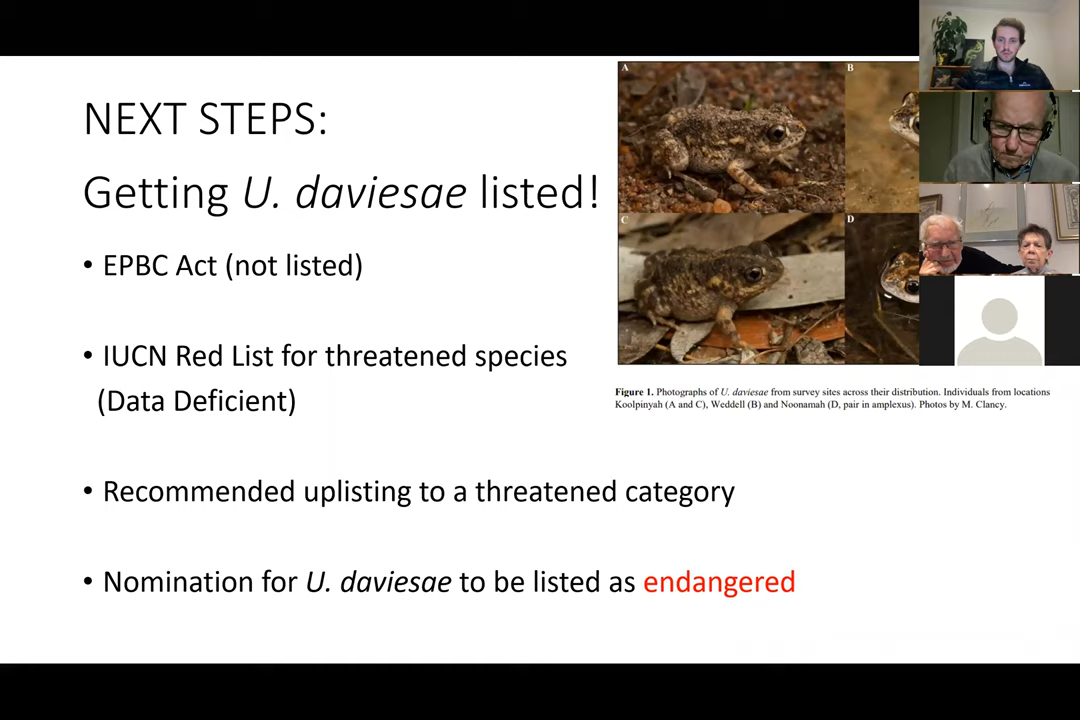 NEXT STEPS:
Getting U. daviesae listed!
• EPBC Act (not listed)
• IUCN Red List for threatened species
(Data Deficient)
• Recommended uplisting to a threatened category
• Nomination for U. daviesae to be listed as endangered
A
B
C
D
Figure 1. Photographs of U. daviesae from survey sites across their distribution. Individuals from locations
Koolpinyah (A and C), Weddell (B) and Noonamah (D, pair in amplexus). Photos by M. Clancy.